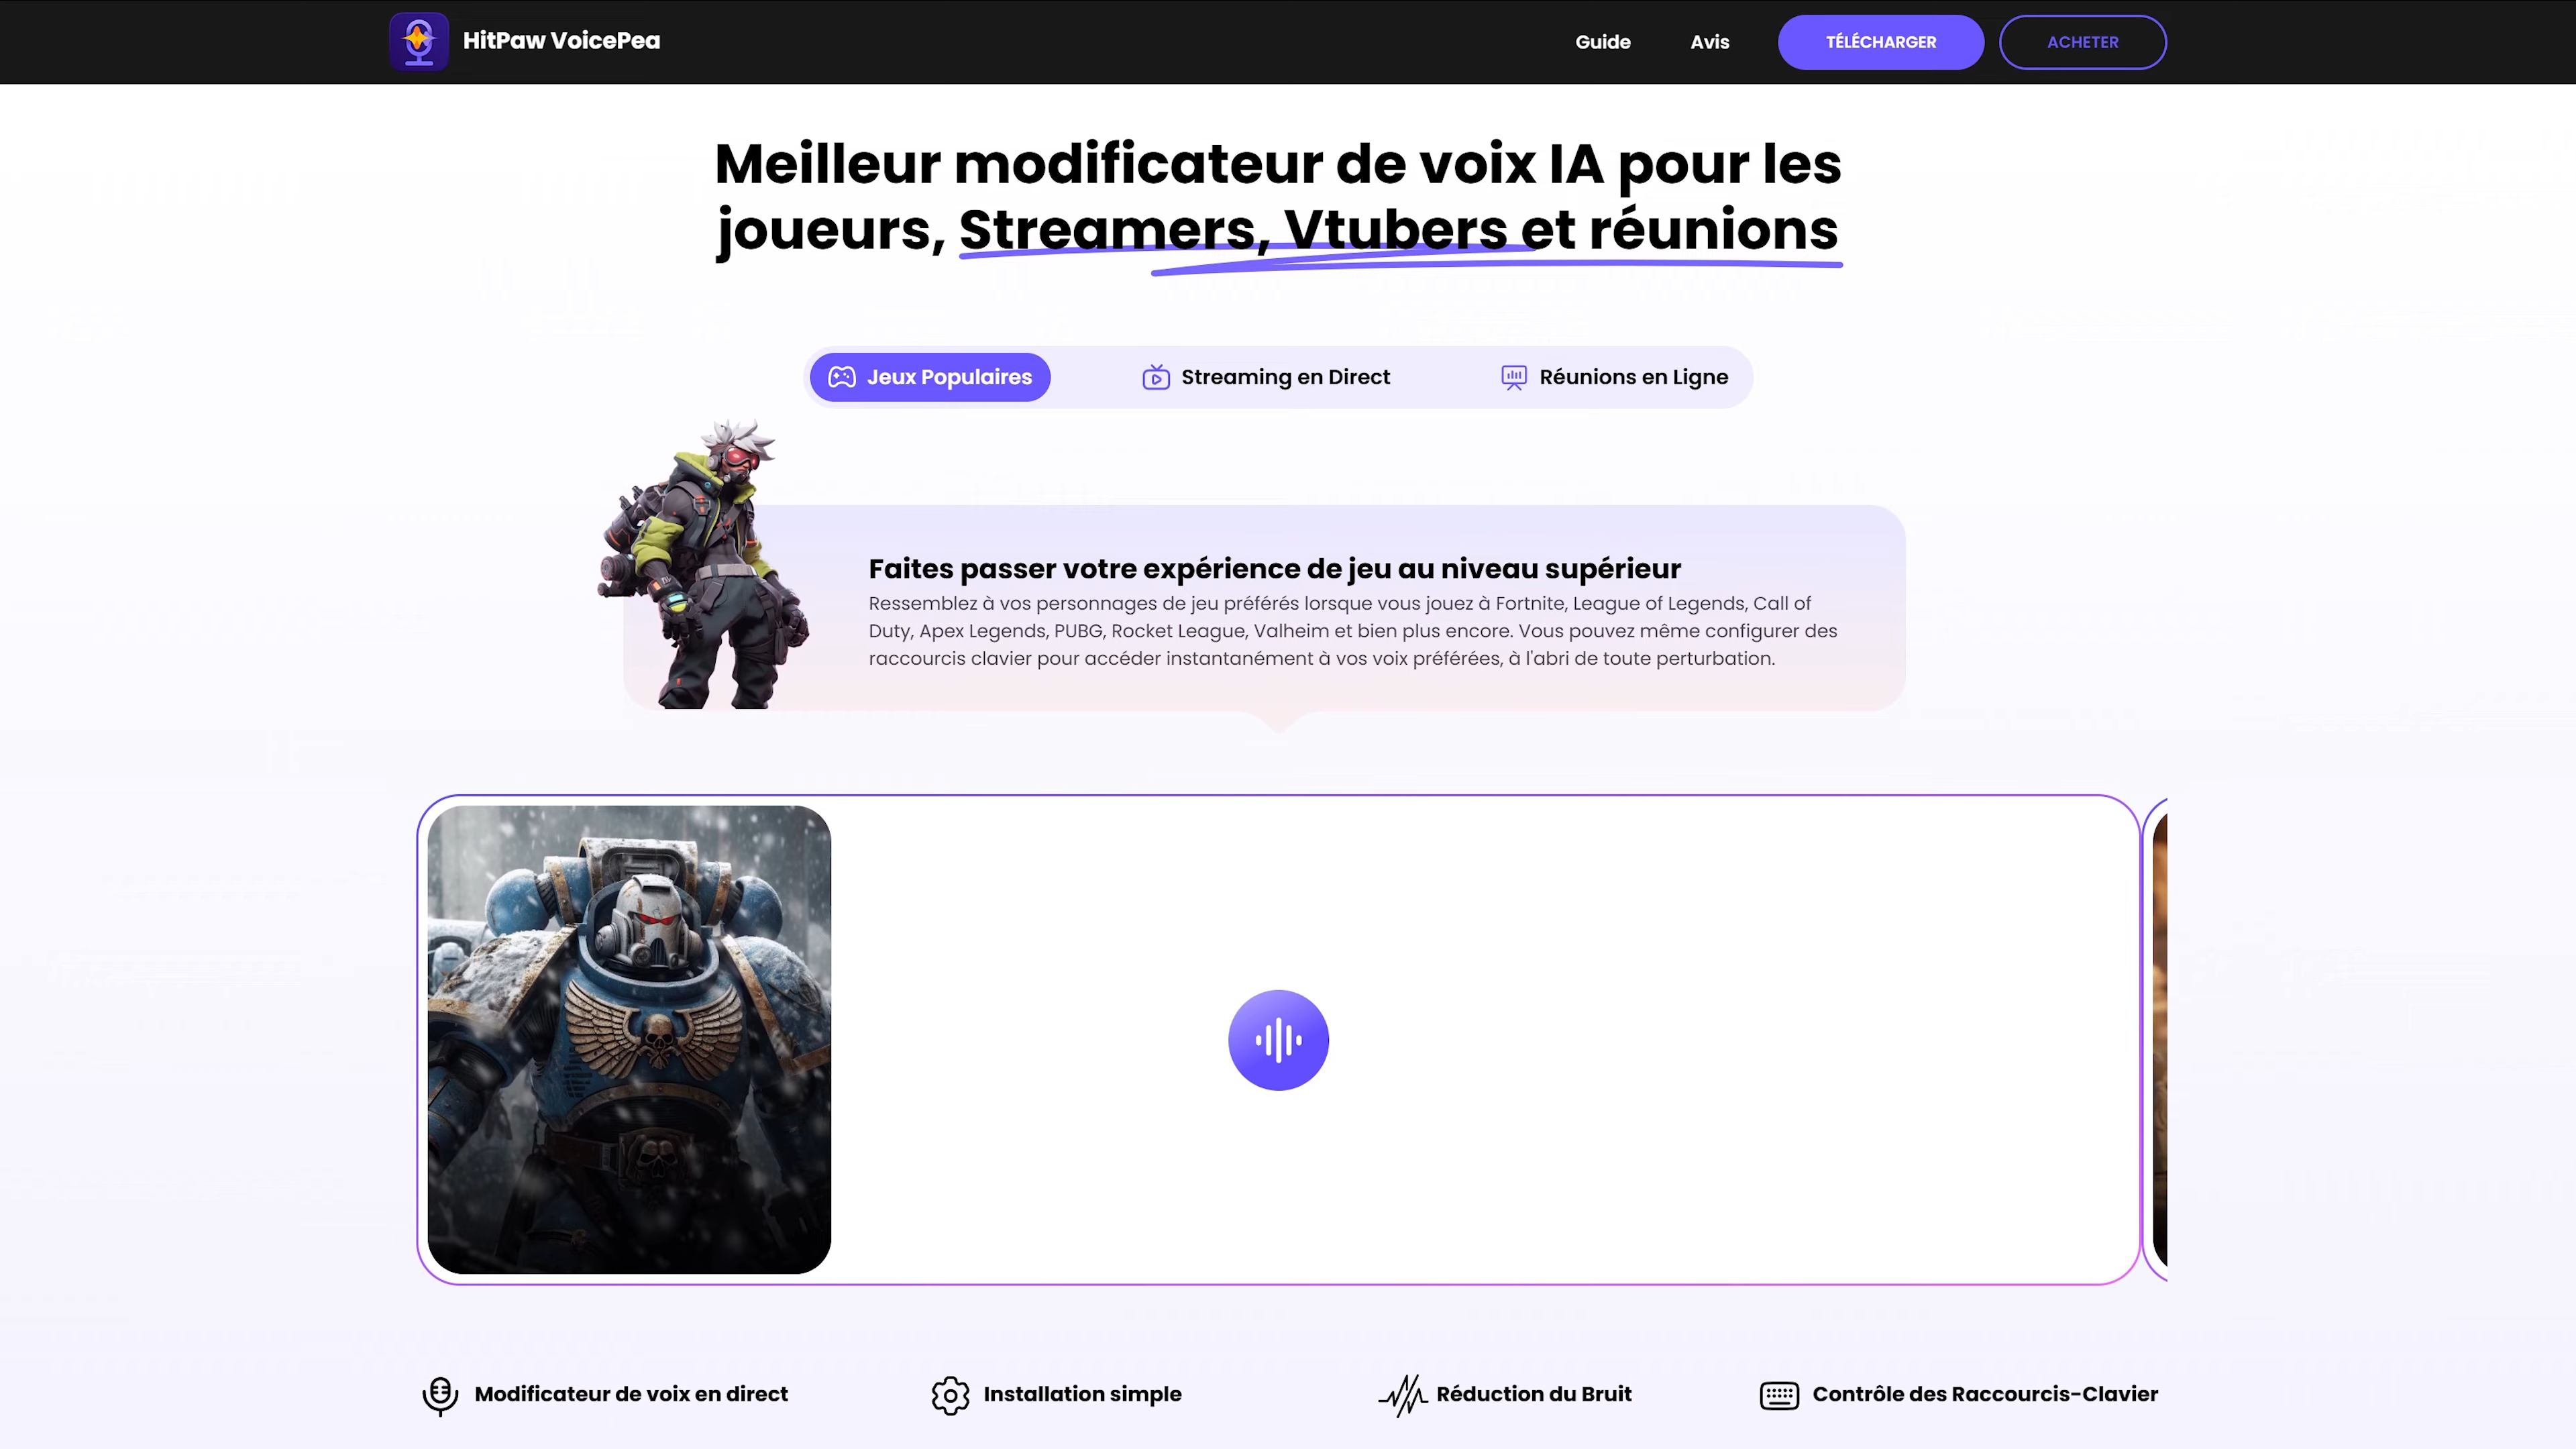 HitPaw VoicePea
Guide
Avis
TÉLÉCHARGER
ACHETER
Meilleur modificateur de voix IA pour les
joueurs, Streamers, Vtubers et réunions
Jeux Populaires
Streaming en Direct
Réunions en Ligne
Faites passer votre expérience de jeu au niveau supérieur
Ressemblez à vos personnages de jeu préférés lorsque vous jouez à Fortnite, League of Legends, Call of
Duty, Apex Legends, PUBG, Rocket League, Valheim et bien plus encore. Vous pouvez même configurer des
raccourcis clavier pour accéder instantanément à vos voix préférées, à l'abri de toute perturbation.
Modificateur de voix en direct
Installation simple
Réduction du Bruit
Contrôle des Raccourcis-Clavier